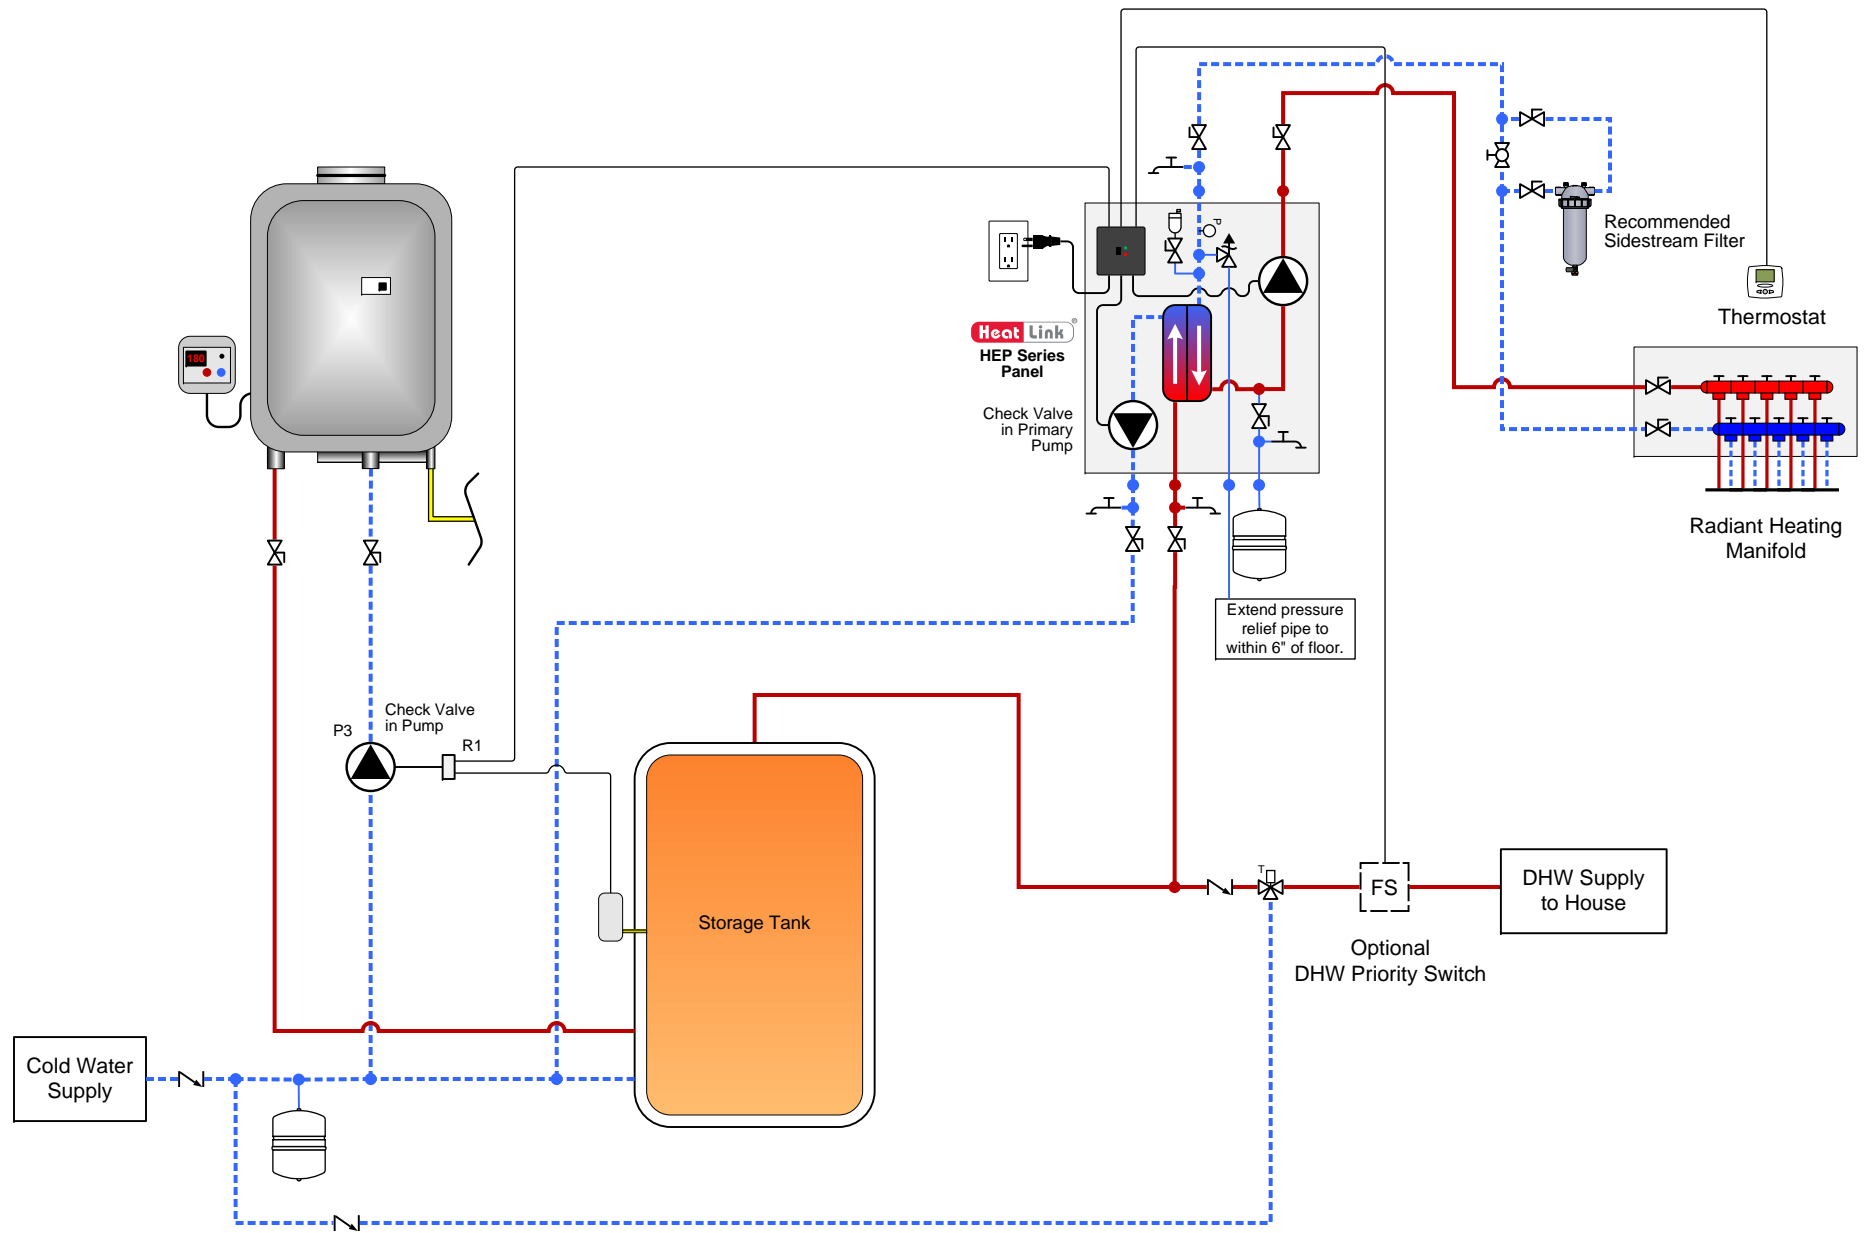 P
Recommended
Sidestream Filter
Thermostat
Heat Link®
HEP Series
Panel
180
Check Valve
in Primary
Pump
Radiant Heating
Manifold
Extend pressure
relief pipe to
within 6" of floor.
Check Valve
in Pump
P3
R1
T
FS
DHW Supply
to House
Storage Tank
Optional
DHW Priority Switch
Cold Water
Supply